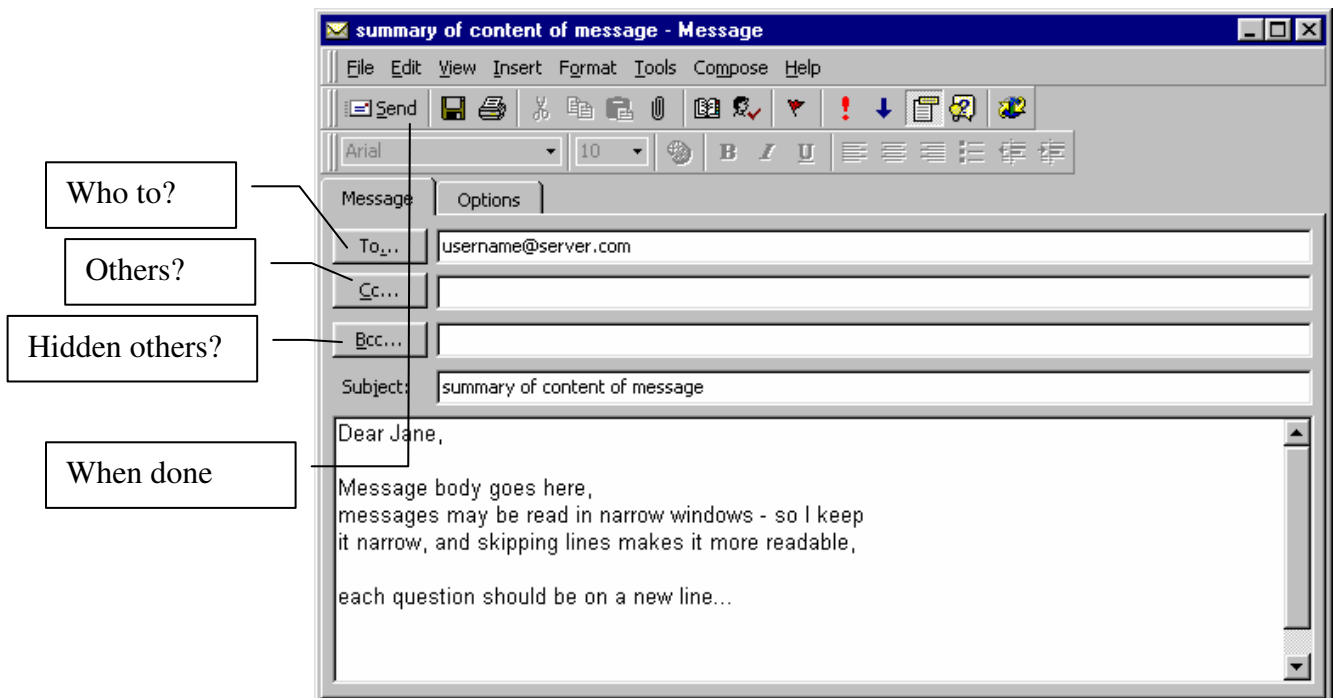 summary of content of message - Message
File Edit View Insert Format Tools Compose Help
Send
Arial 10 B I U
Who to?
Message Options
To... username@server.com
Others?
Cc...
Hidden others?
Bcc...
Subject: summary of content of message
Dear Jane,
When done
Message body goes here,
messages may be read in narrow windows - so I keep
it narrow, and skipping lines makes it more readable,
each question should be on a new line...